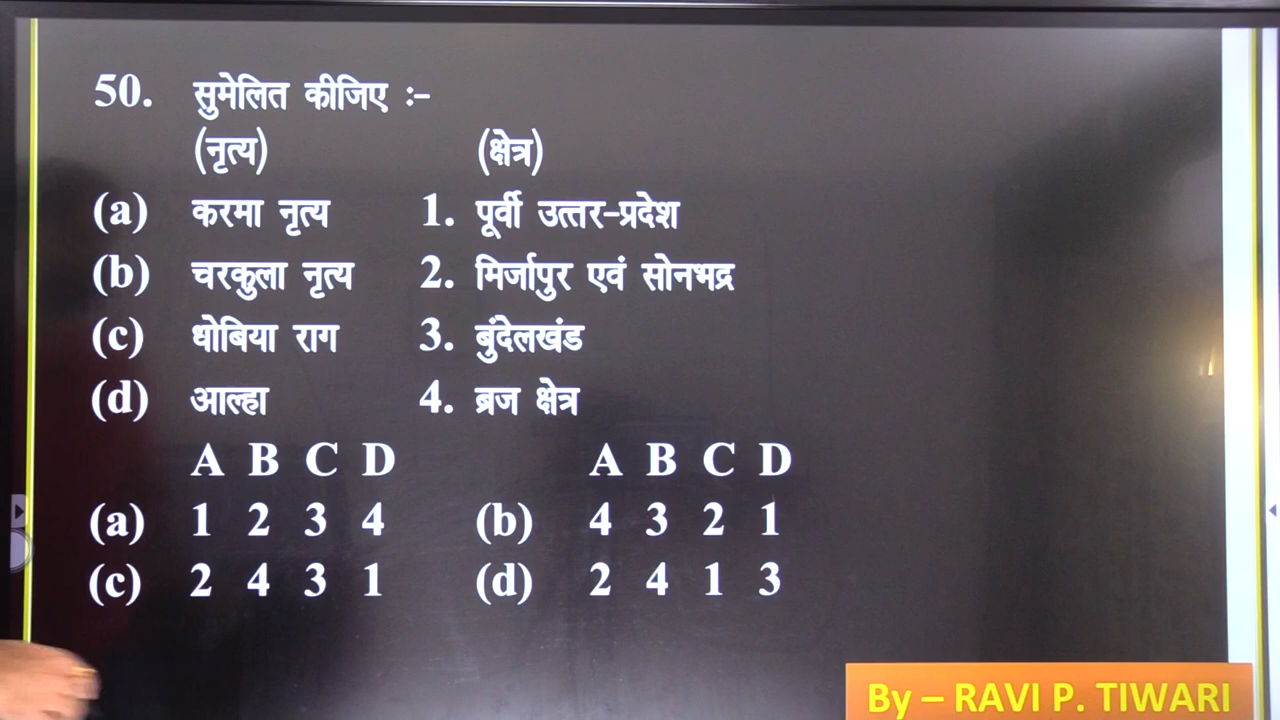 50. सुमेलित कीजिए :-
(नृत्य) (क्षेत्र)
(a) करमा नृत्य 1. पूर्वी उत्तर-प्रदेश
(b) चरकुला नृत्य 2. मिर्जापुर एवं सोनभद्र
(c) धोबिया राग 3. बुंदेलखंड
(d) आल्हा 4. ब्रज क्षेत्र
A B C D A B C D
(a) 1 2 3 4 (b) 4 3 2 1
(c) 2 4 3 1 (d) 2 4 1 3
By – RAVI P. TIWARI